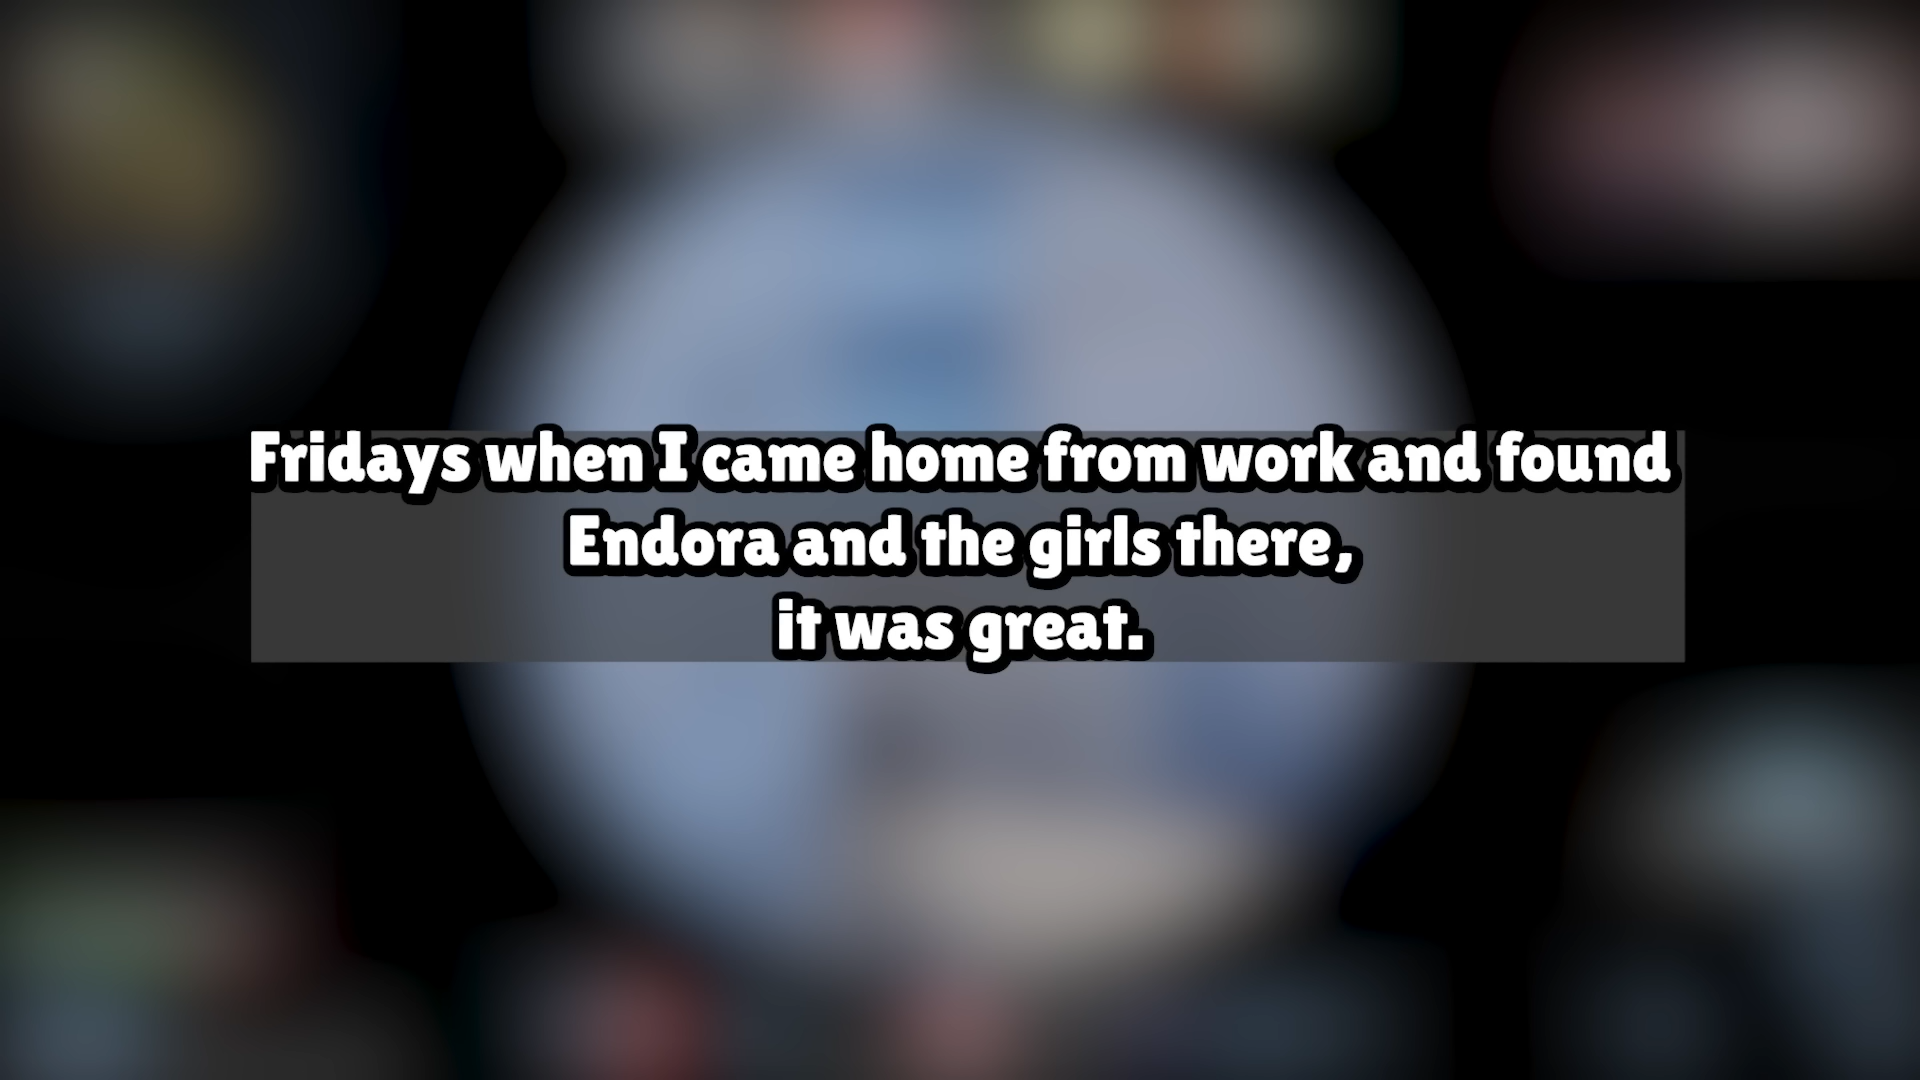 Fridays when I came home from work and found
Endora and the girls there,
it was great.